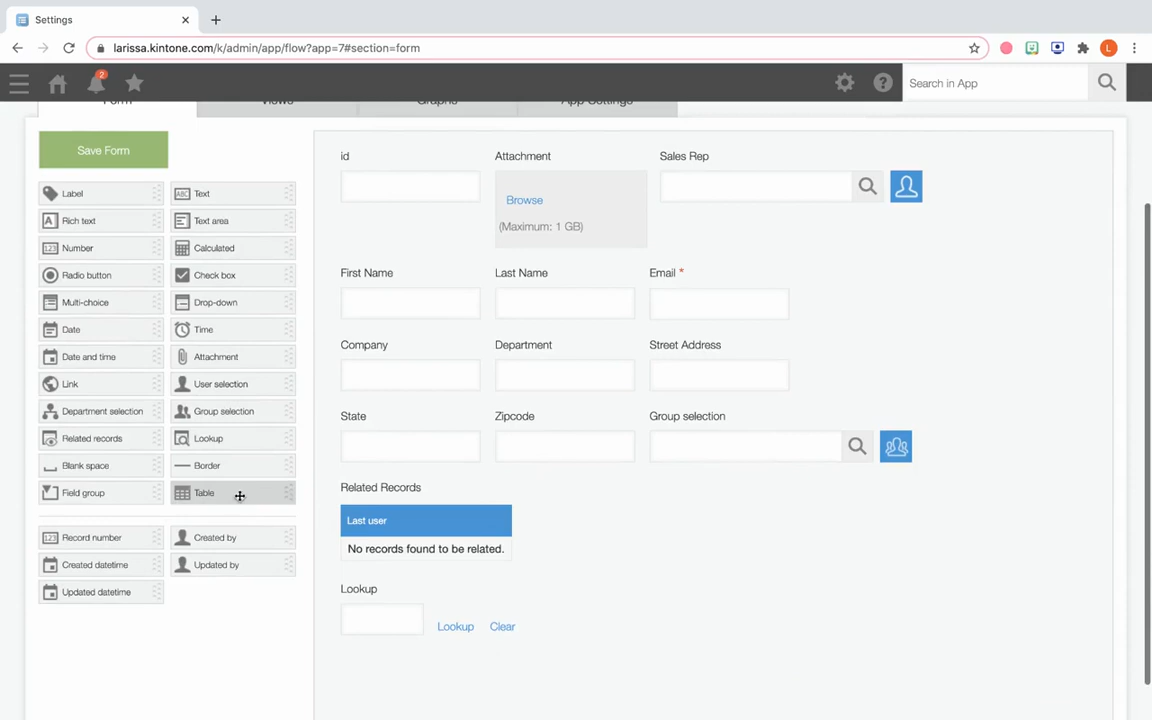 Settings
larissa.kintone.com/k/admin/app/flow?app=7#section=form
L
2
Search in App
Form
Views
Graphs
App Settings
Save Form
Label
Text
Rich text
Text area
Number
Calculated
Radio button
Check box
Multi-choice
Drop-down
Date
Time
Date and time
Attachment
Link
User selection
Department selection
Group selection
Related records
Lookup
Blank space
Border
Field group
Table
Record number
Created by
Created datetime
Updated by
Updated datetime
id
Attachment
Sales Rep
Browse
(Maximum: 1 GB)
First Name
Last Name
Email *
Company
Department
Street Address
State
Zipcode
Group selection
Related Records
Last user
No records found to be related.
Lookup
Lookup
Clear